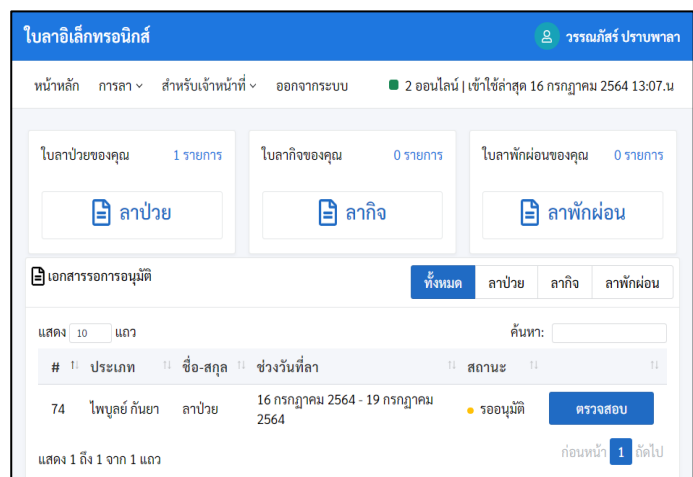 ใบลาอิเล็กทรอนิกส์ วรรณภัสร์ ปราบพาลา
หน้าหลัก การลา สำหรับเจ้าหน้าที่ ออกจากระบบ 2 ออนไลน์ | เข้าใช้ล่าสุด 16 กรกฏาคม 2564 13:07.น
ใบลาป่วยของคุณ 1 รายการ ใบลากิจของคุณ 0 รายการ ใบลาพักผ่อนของคุณ 0 รายการ
ลาป่วย ลากิจ ลาพักผ่อน
เอกสารรอการอนุมัติ ทั้งหมด ลาป่วย ลากิจ ลาพักผ่อน
แสดง 10 แถว ค้นหา:
# ประเภท ชื่อ-สกุล ช่วงวันที่ลา สถานะ
74 ไพบูลย์ กันยา ลาป่วย 16 กรกฏาคม 2564 - 19 กรกฏาคม 2564 รออนุมัติ ตรวจสอบ
แสดง 1 ถึง 1 จาก 1 แถว ก่อนหน้า 1 ถัดไป